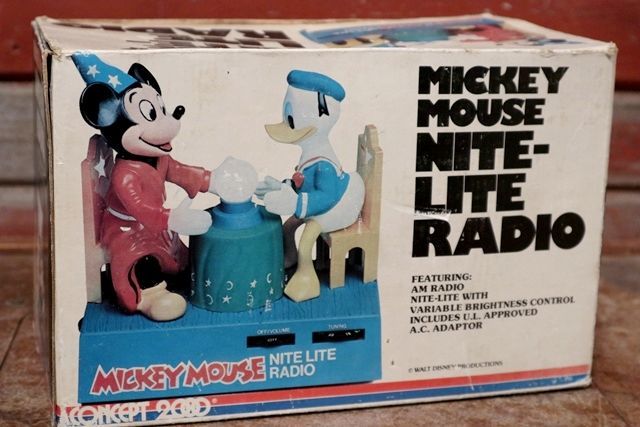 MICKEY
MOUSE
NITE-
LITE
RADIO
FEATURING:
AM RADIO
NITE-LITE WITH
VARIABLE BRIGHTNESS CONTROL
INCLUDES U.L. APPROVED
A.C. ADAPTOR
© WALT DISNEY PRODUCTIONS
OFF/VOLUME
TUNING
OFF
MICKEY MOUSE NITE LITE
RADIO
CONCEPT 2000